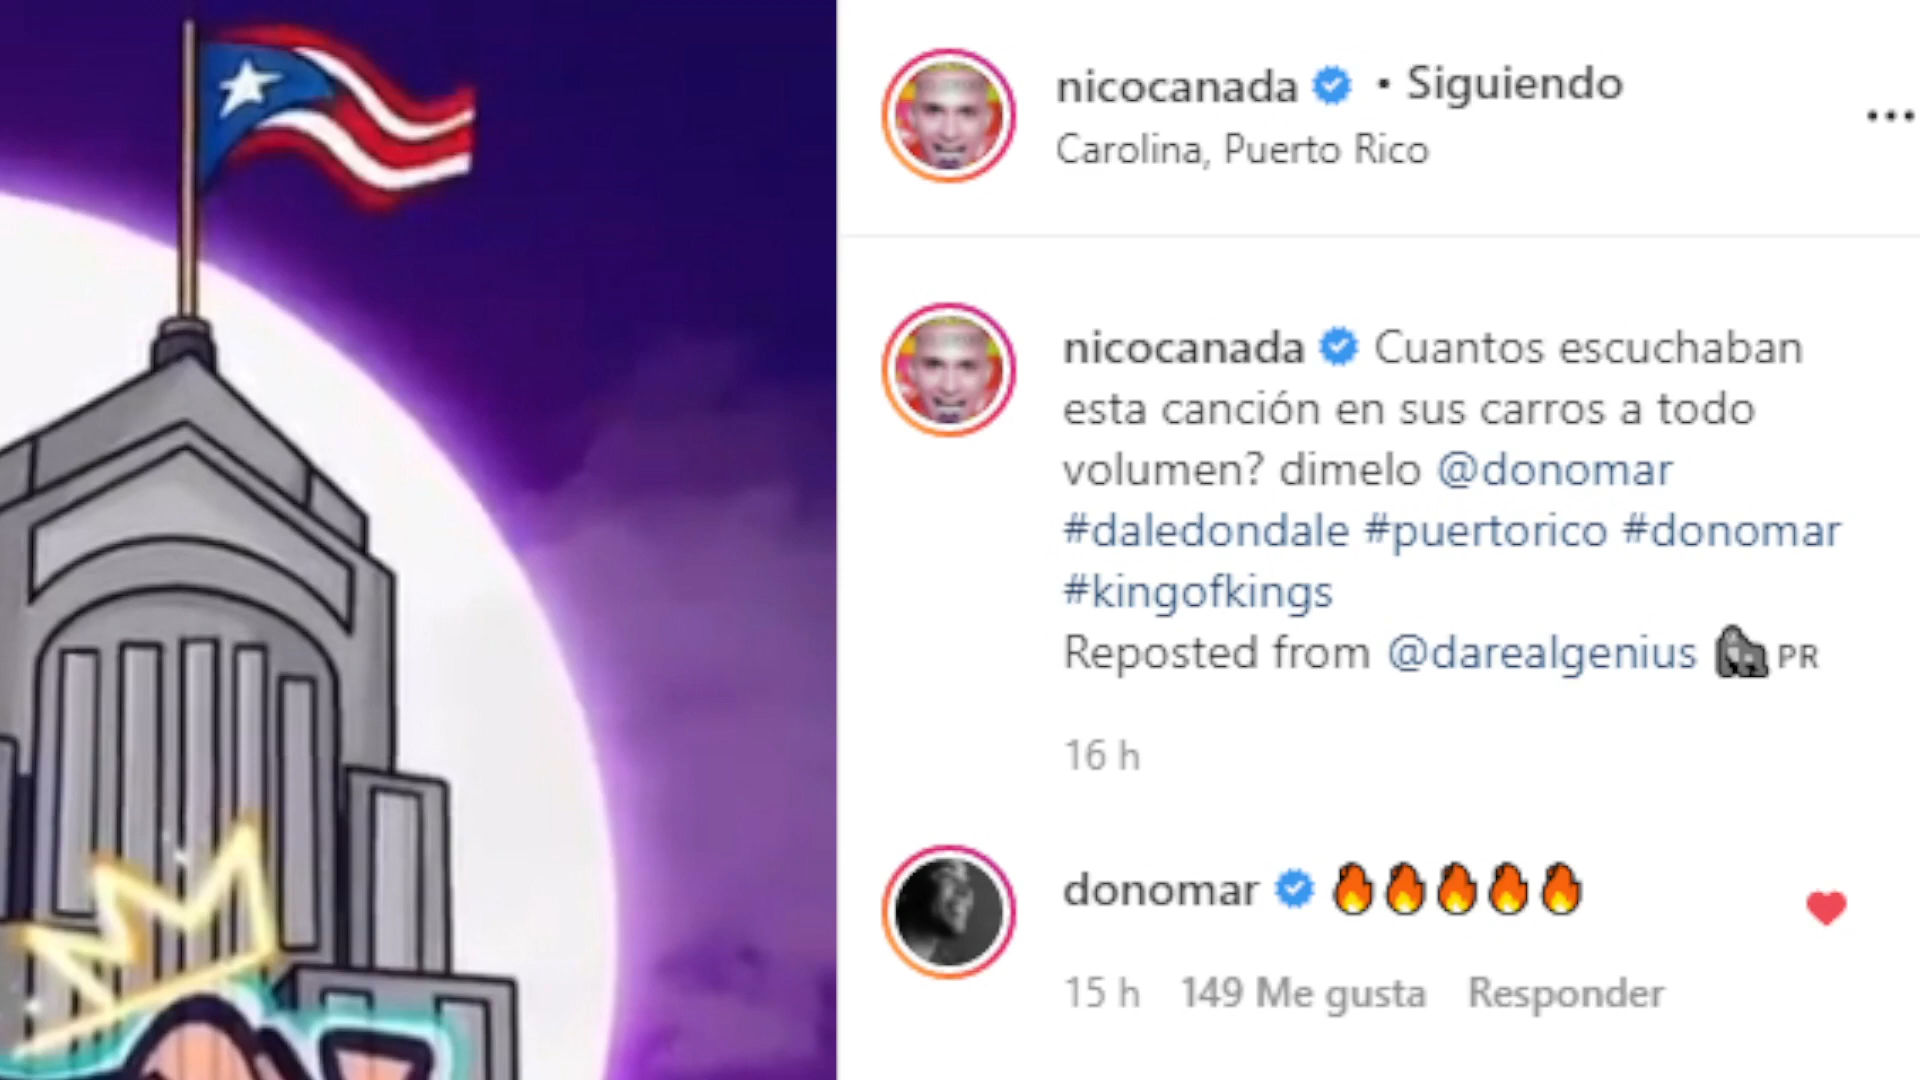 nicocanada • Siguiendo
Carolina, Puerto Rico
nicocanada Cuantos escuchaban
esta canción en sus carros a todo
volumen? dimelo @donomar
#daledondale #puertorico #donomar
#kingofkings
Reposted from @darealgenius 🦍 PR
16 h
donomar 🔥🔥🔥🔥🔥
15 h 149 Me gusta Responder